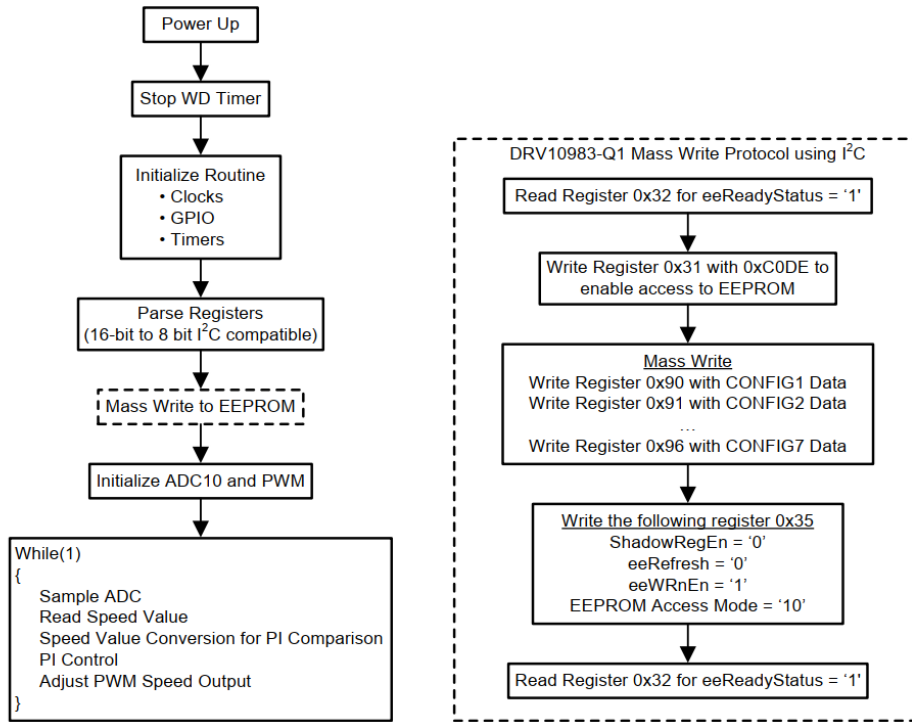 Power Up
Stop WD Timer
Initialize Routine
• Clocks
• GPIO
• Timers
Parse Registers
(16-bit to 8 bit I²C compatible)
Mass Write to EEPROM
Initialize ADC10 and PWM
While(1)
{
Sample ADC
Read Speed Value
Speed Value Conversion for PI Comparison
PI Control
Adjust PWM Speed Output
}
DRV10983-Q1 Mass Write Protocol using I²C
Read Register 0x32 for eeReadyStatus = ‘1'
Write Register 0x31 with 0xC0DE to
enable access to EEPROM
Mass Write
Write Register 0x90 with CONFIG1 Data
Write Register 0x91 with CONFIG2 Data
…
Write Register 0x96 with CONFIG7 Data
Write the following register 0x35
ShadowRegEn = ‘0’
eeRefresh = ‘0’
eeWRnEn = ‘1’
EEPROM Access Mode = ‘10’
Read Register 0x32 for eeReadyStatus = ‘1'